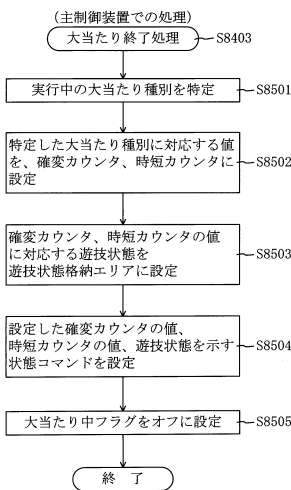 (主制御装置での処理)
大当たり終了処理
S8403
実行中の大当たり種別を特定
S8501
特定した大当たり種別に対応する値
を、確変カウンタ、時短カウンタに
設定
S8502
確変カウンタ、時短カウンタの値
に対応する遊技状態を
遊技状態格納エリアに設定
S8503
設定した確変カウンタの値、
時短カウンタの値、遊技状態を示す
状態コマンドを設定
S8504
大当たり中フラグをオフに設定
S8505
終 了